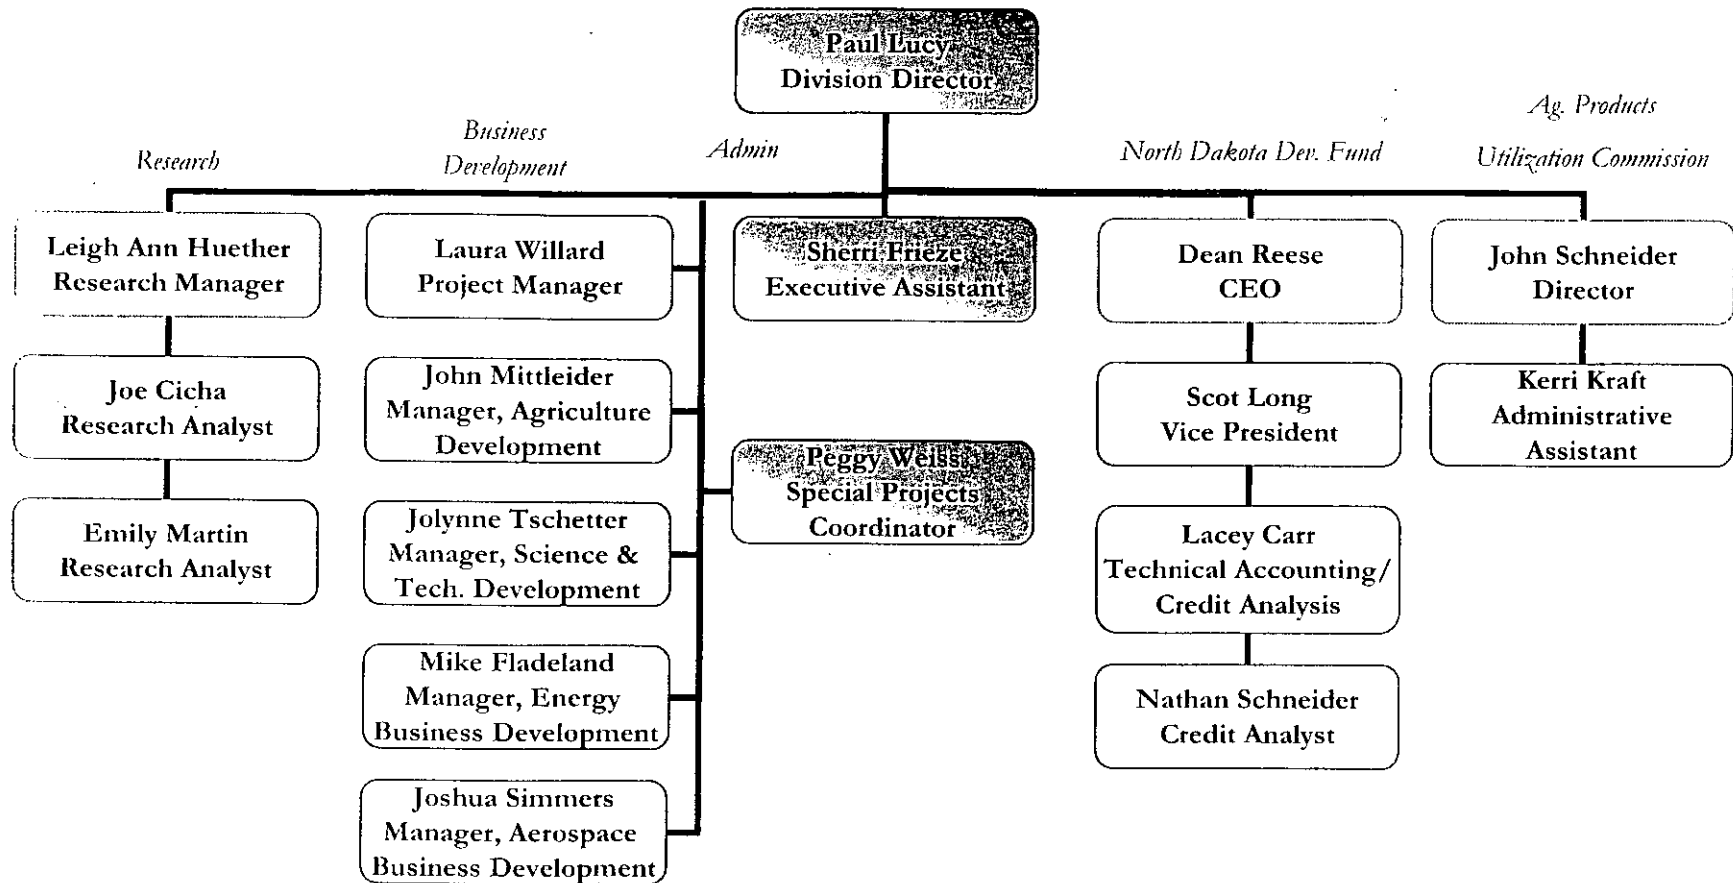 Paul Lucy
Division Director
Research
Business
Development
Admin
North Dakota Dev. Fund
Ag. Products
Utilization Commission
Leigh Ann Huether
Research Manager
Joe Cicha
Research Analyst
Emily Martin
Research Analyst
Laura Willard
Project Manager
John Mittleider
Manager, Agriculture
Development
Jolynne Tschetter
Manager, Science &
Tech. Development
Mike Fladeland
Manager, Energy
Business Development
Joshua Simmers
Manager, Aerospace
Business Development
Sherri Frieze
Executive Assistant
Peggy Weiss
Special Projects
Coordinator
Dean Reese
CEO
Scot Long
Vice President
Lacey Carr
Technical Accounting/
Credit Analysis
Nathan Schneider
Credit Analyst
John Schneider
Director
Kerri Kraft
Administrative
Assistant